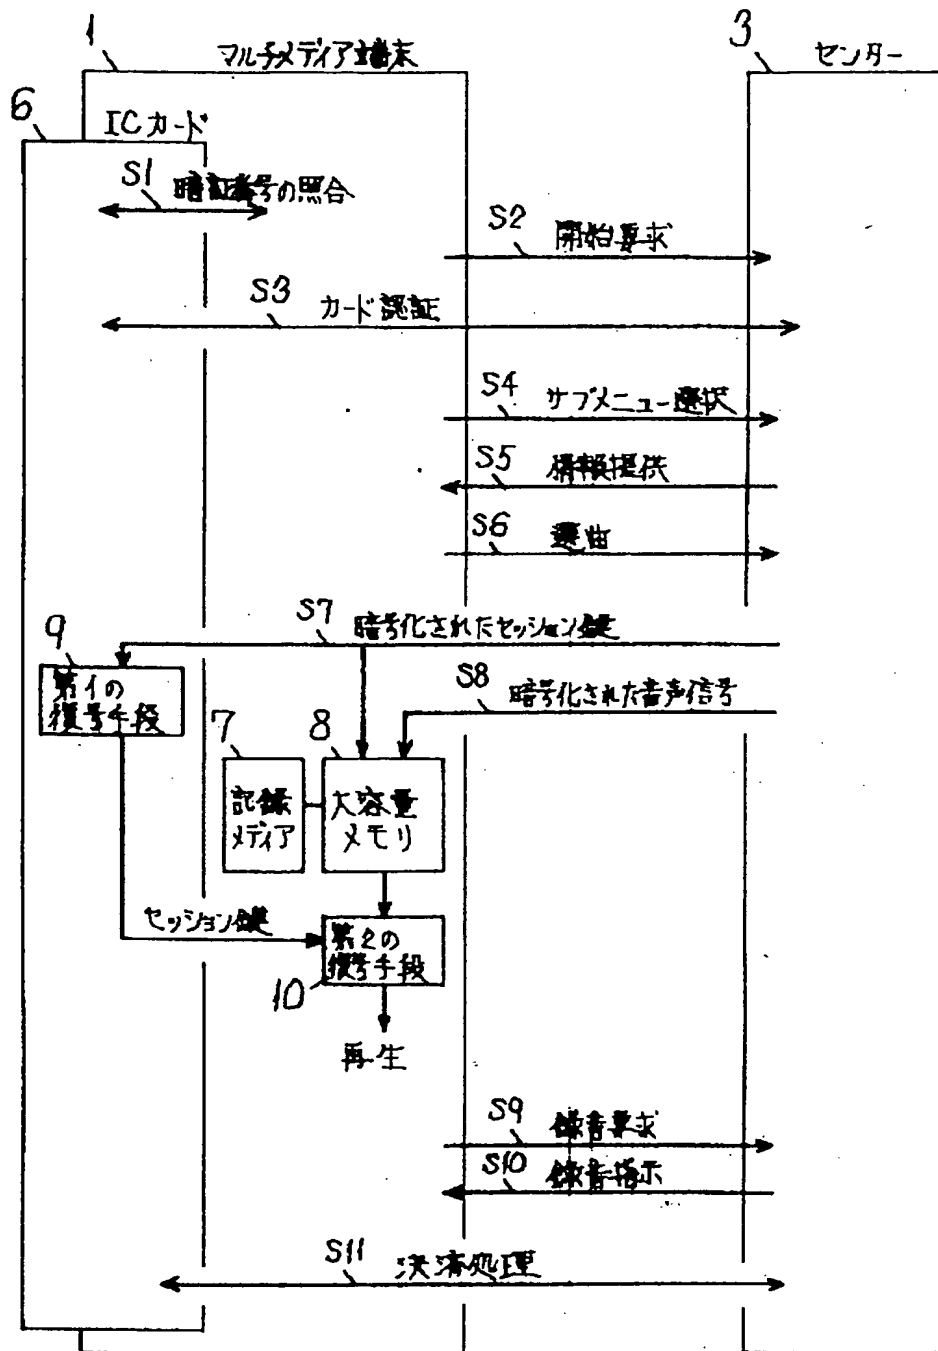 1
マルチメディア端末
3
センター
6
ICカード
S1
暗証番号の照合
S2
開始要求
S3
カード認証
S4
サブメニュー選択
S5
情報提供
S6
選曲
S7
暗号化されたセッション鍵
9
第1の
復号手段
S8
暗号化された音声信号
7
8
記録
メディア
大容量
メモリ
セッション鍵
第2の
復号手段
10
再生
S9
録音要求
S10
録音指示
S11
決済処理